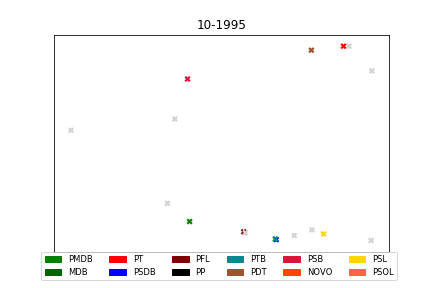 10-1995
PMDB PT PFL PTB PSB PSL
MDB PSDB PP PDT NOVO PSOL